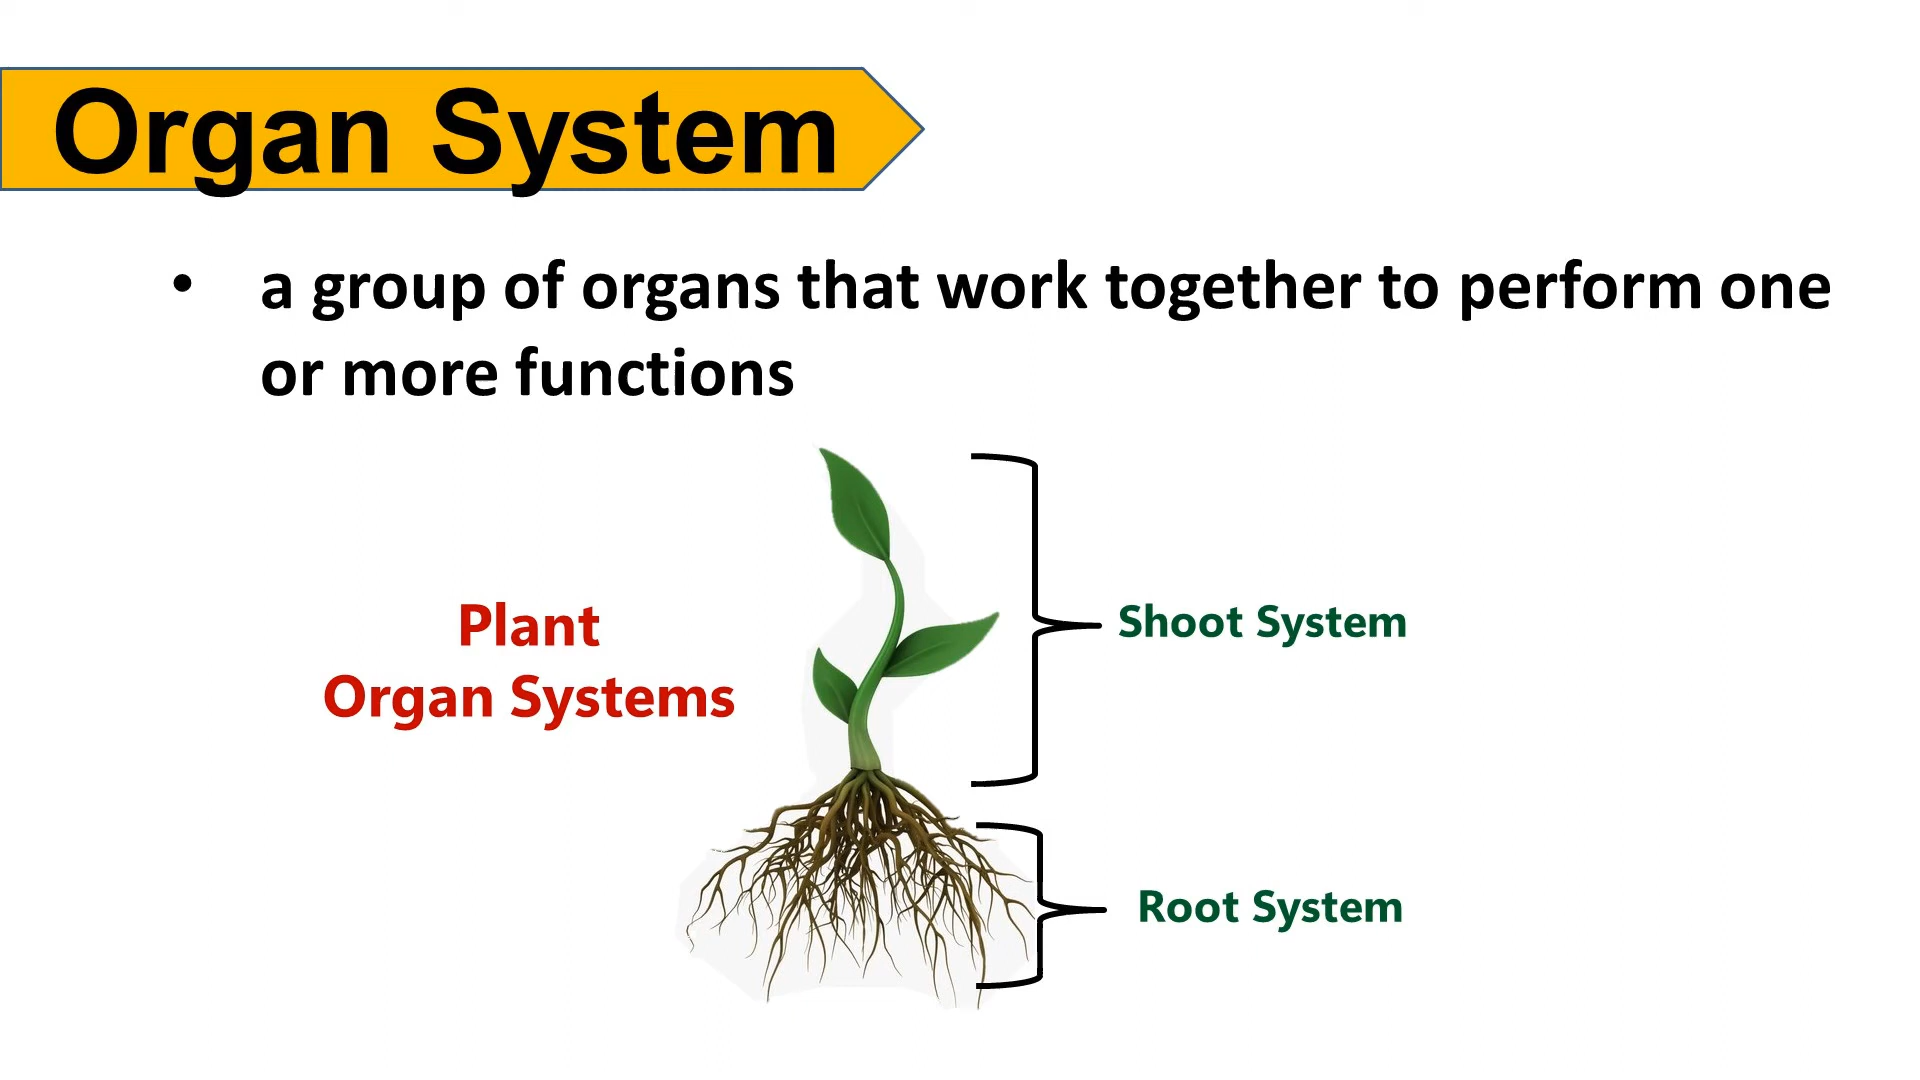 Organ System
• a group of organs that work together to perform one
or more functions
Plant
Organ Systems
Shoot System
Root System